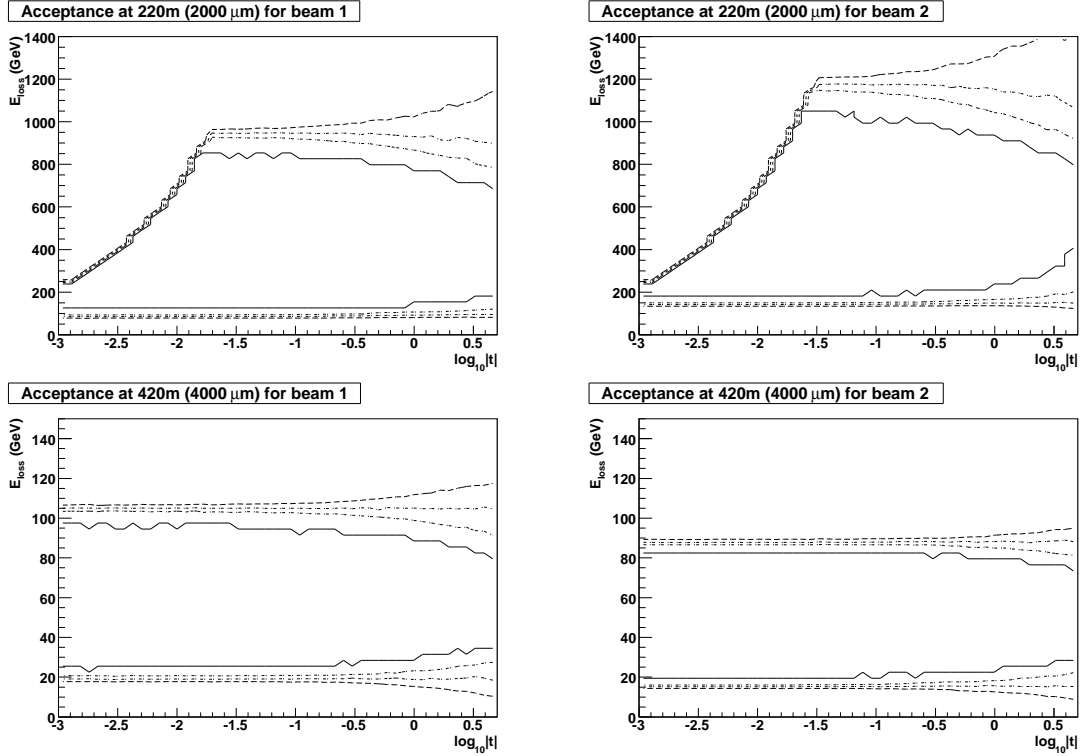 Acceptance at 220m (2000 μm) for beam 1
E_loss (GeV)
1400
1200
1000
800
600
400
200
0
-3 -2.5 -2 -1.5 -1 -0.5 0 0.5
log_10|t|
Acceptance at 220m (2000 μm) for beam 2
E_loss (GeV)
1400
1200
1000
800
600
400
200
0
-3 -2.5 -2 -1.5 -1 -0.5 0 0.5
log_10|t|
Acceptance at 420m (4000 μm) for beam 1
E_loss (GeV)
140
120
100
80
60
40
20
0
-3 -2.5 -2 -1.5 -1 -0.5 0 0.5
log_10|t|
Acceptance at 420m (4000 μm) for beam 2
E_loss (GeV)
140
120
100
80
60
40
20
0
-3 -2.5 -2 -1.5 -1 -0.5 0 0.5
log_10|t|